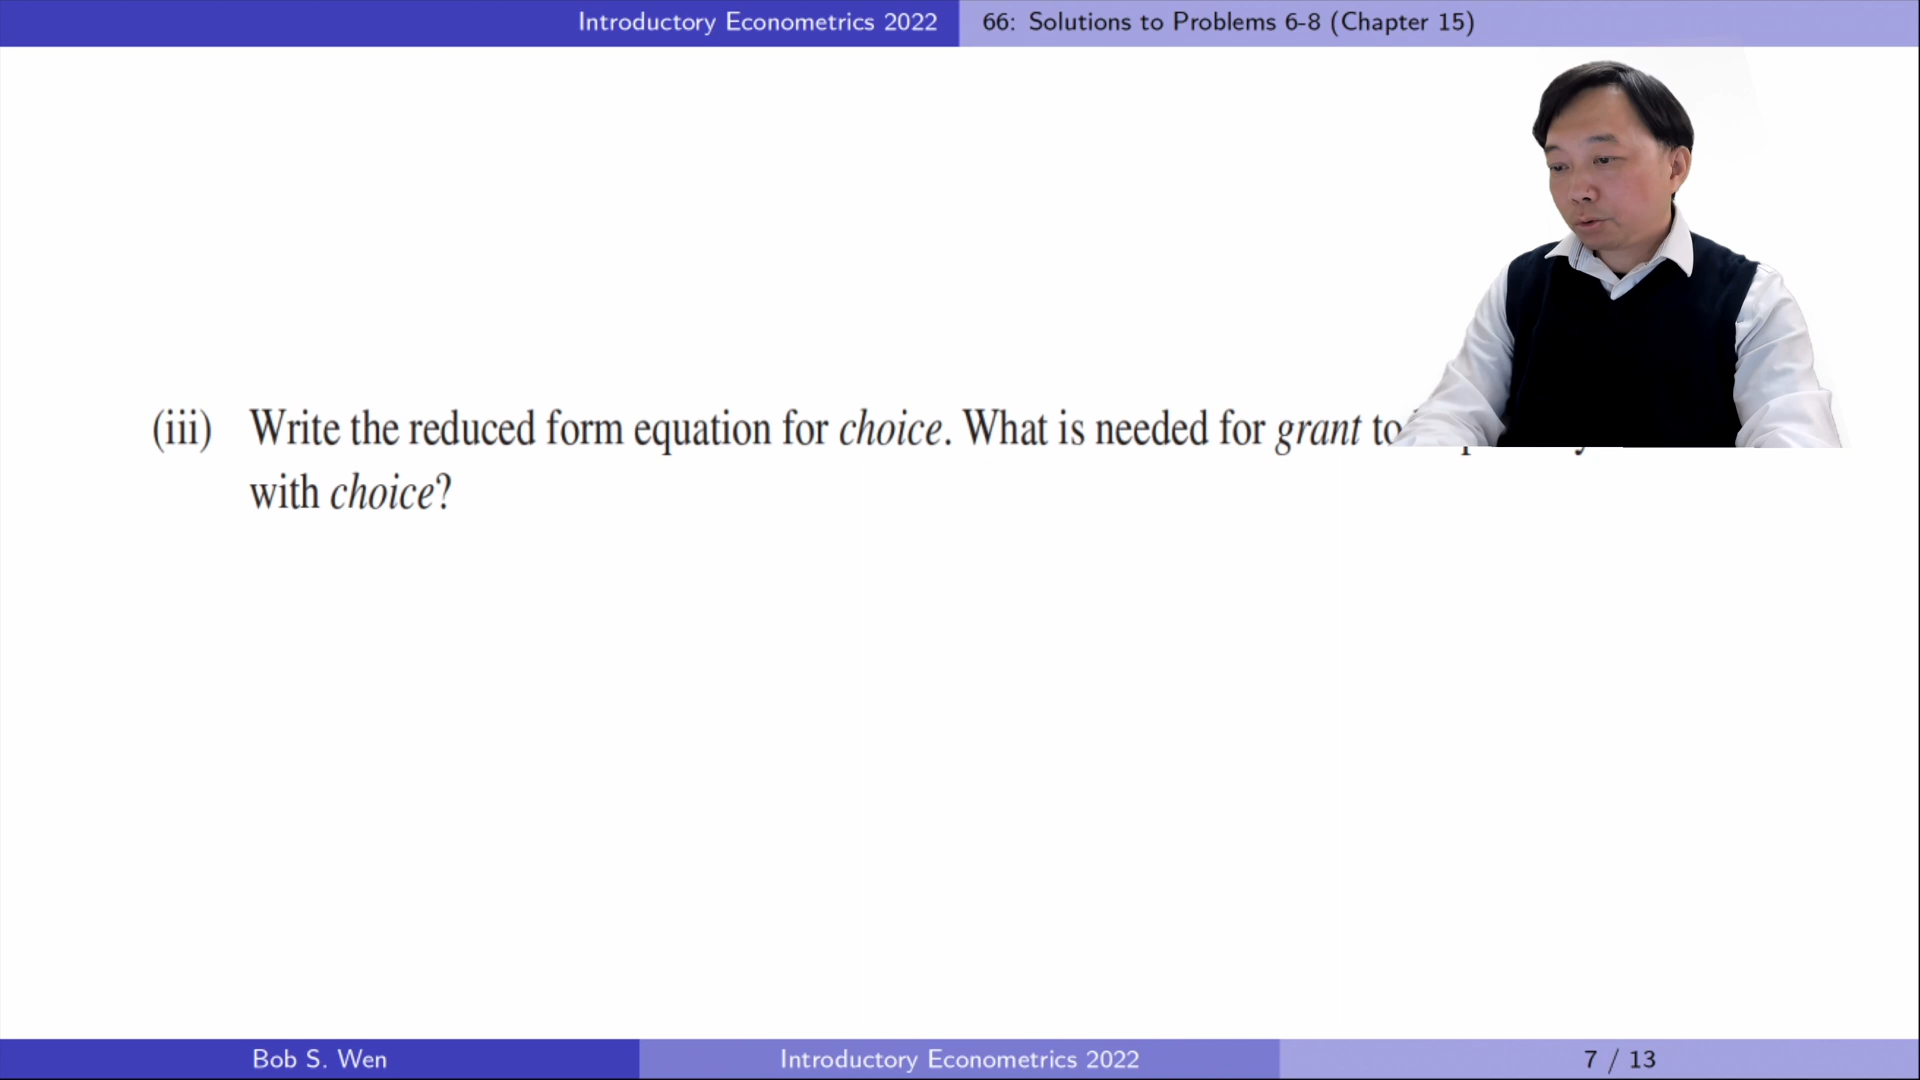 Introductory Econometrics 2022
66: Solutions to Problems 6-8 (Chapter 15)
(iii) Write the reduced form equation for choice. What is needed for grant to
with choice?
Bob S. Wen
Introductory Econometrics 2022
7 / 13